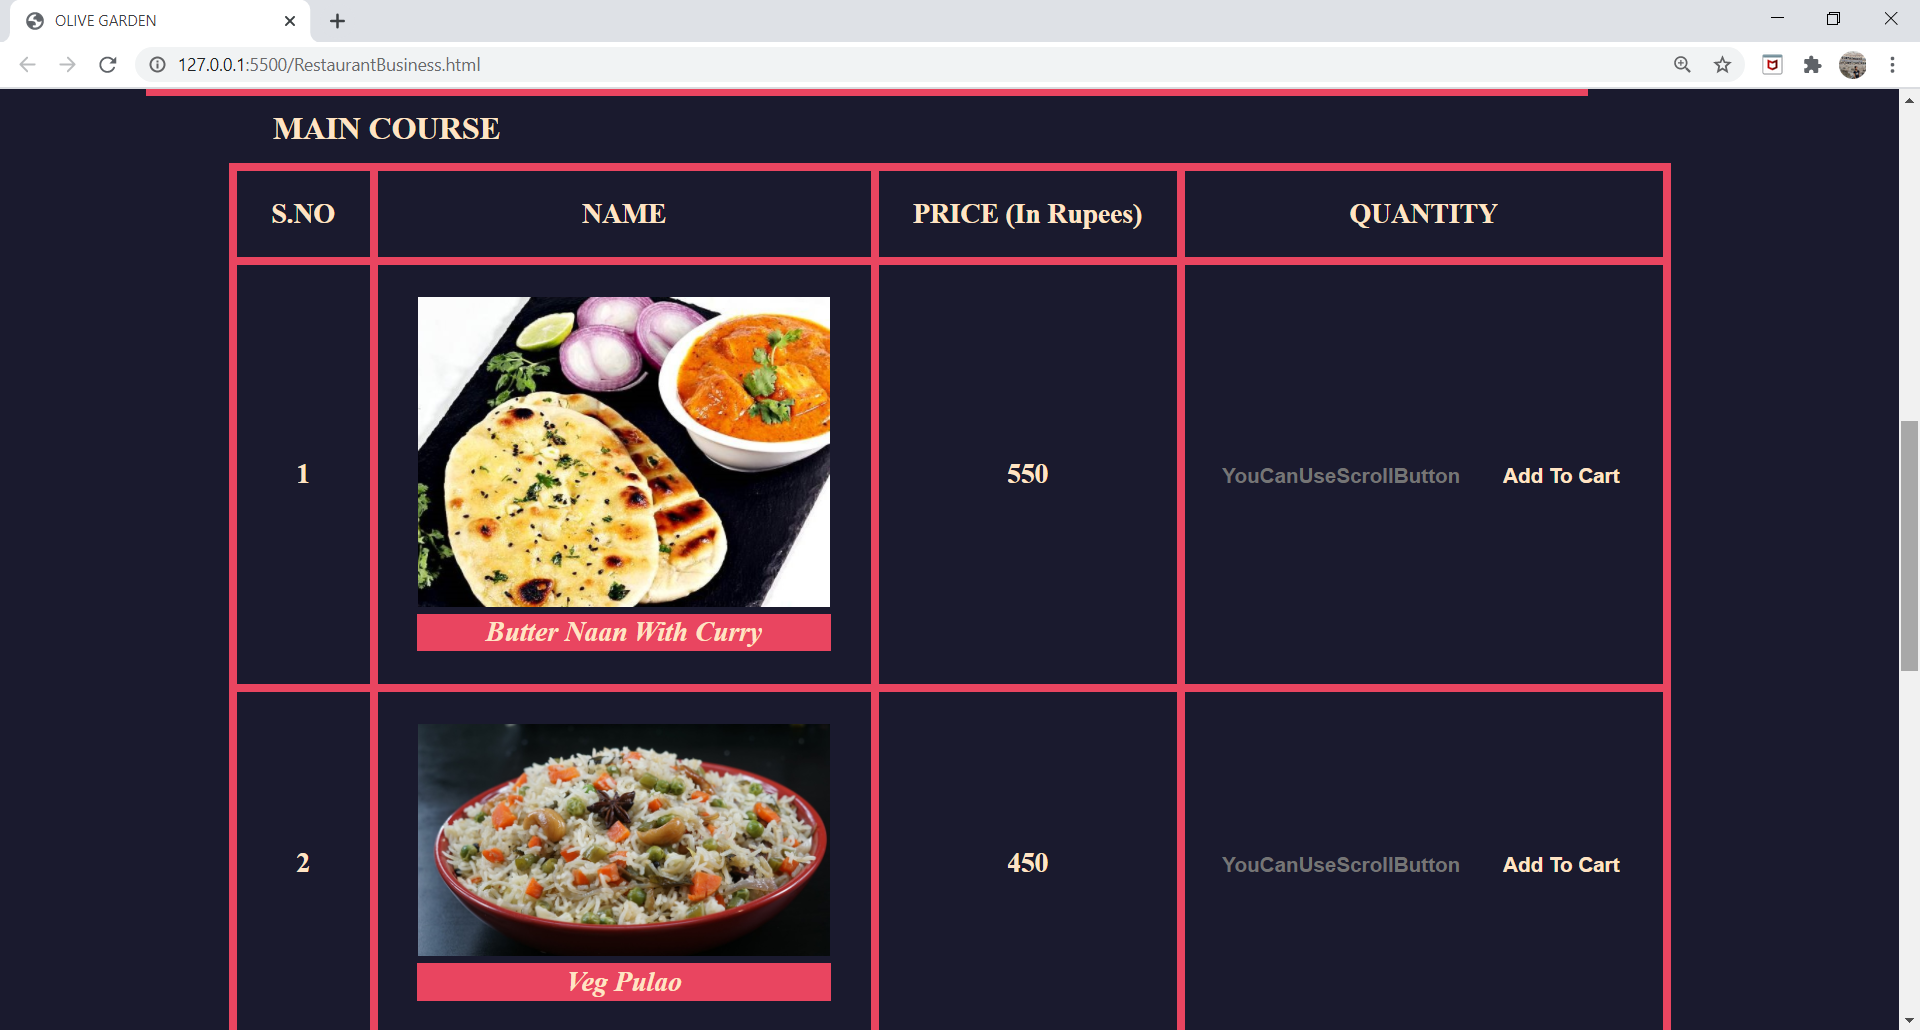 OLIVE GARDEN
127.0.0.1:5500/RestaurantBusiness.html
MAIN COURSE
S.NO NAME PRICE (In Rupees) QUANTITY
1 550 YouCanUseScrollButton Add To Cart
Butter Naan With Curry
2 450 YouCanUseScrollButton Add To Cart
Veg Pulao